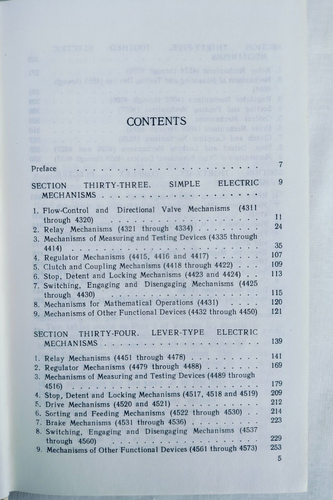 CONTENTS
Preface . . . . . . . . . . . . . . . . . . 7
SECTION THIRTY-THREE. SIMPLE ELECTRIC 9
MECHANISMS . . . . . . . . . . . . . .
1. Flow-Control and Directional Valve Mechanisms (4311
through 4320) . . . . . . . . . . . . . . 11
2. Relay Mechanisms (4321 through 4334) . . . . . . . 24
3. Mechanisms of Measuring and Testing Devices (4335 through
4414) . . . . . . . . . . . . . . . . . 35
4. Regulator Mechanisms (4415, 4416 and 4417) . . . . . 107
5. Clutch and Coupling Mechanisms (4418 through 4422) . . . 109
6. Stop, Detent and Locking Mechanisms (4423 and 4424) . . . 113
7. Switching, Engaging and Disengaging Mechanisms (4425
through 4430) . . . . . . . . . . . . . . 115
8. Mechanisms for Mathematical Operations (4431) . . . . . 120
9. Mechanisms of Other Functional Devices (4432 through 4450) 121
SECTION THIRTY-FOUR. LEVER-TYPE ELECTRIC
MECHANISMS . . . . . . . . . . . . . . 139
1. Relay Mechanisms (4451 through 4478) . . . . . . . 141
2. Regulator Mechanisms (4479 through 4488) . . . . . . 169
3. Mechanisms of Measuring and Testing Devices (4489 through
4516) . . . . . . . . . . . . . . . . . 179
4. Stop, Detent and Locking Mechanisms (4517, 4518 and 4519) 209
5. Drive Mechanisms (4520 and 4521) . . . . . . . . 212
6. Sorting and Feeding Mechanisms (4522 through 4530) . . . 214
7. Brake Mechanisms (4531 through 4536) . . . . . . . 223
8. Switching, Engaging and Disengaging Mechanisms (4537
through 4560) . . . . . . . . . . . . . . 229
9. Mechanisms of Other Functional Devices (4561 through 4573) 253
5